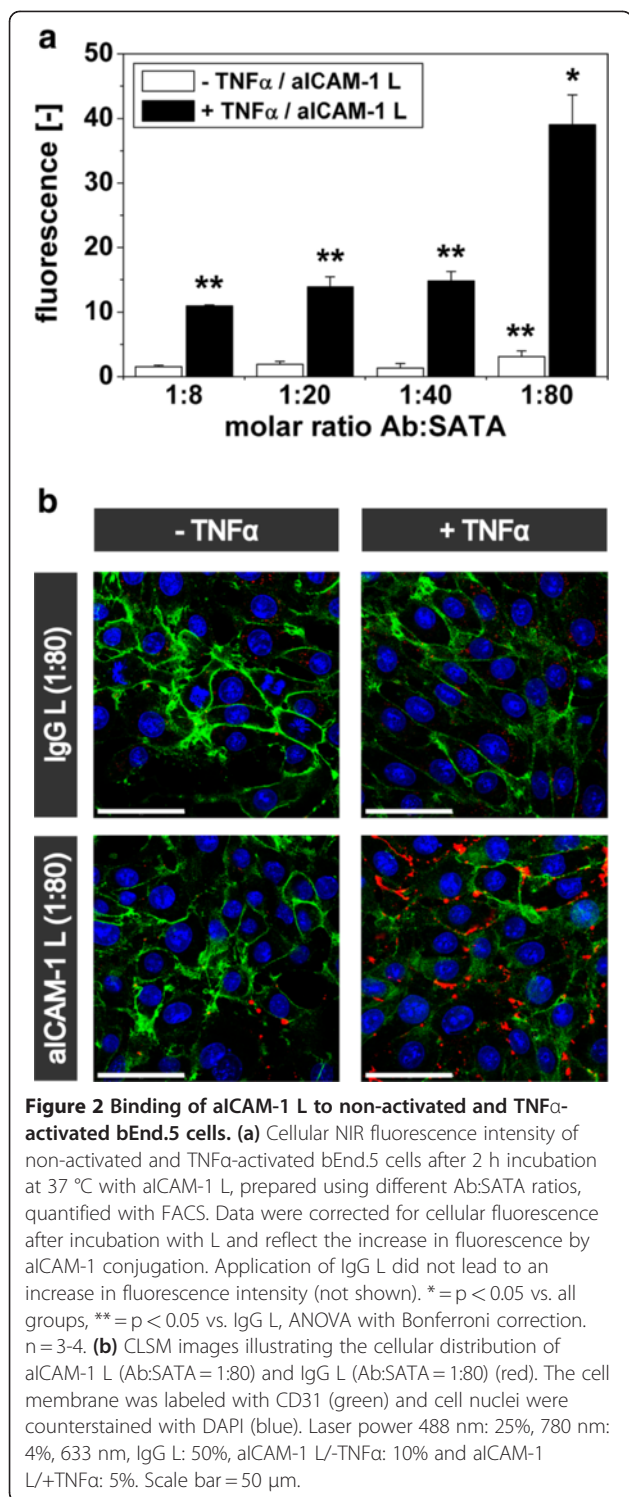 a
50
40
30
20
10
0
fluorescence [-]
- TNFα / aICAM-1 L
+ TNFα / aICAM-1 L
**
**
**
**
*
1:8
1:20
1:40
1:80
molar ratio Ab:SATA
b
- TNFα
+ TNFα
IgG L (1:80)
aICAM-1 L (1:80)
Figure 2 Binding of aICAM-1 L to non-activated and TNFα-
activated bEnd.5 cells. (a) Cellular NIR fluorescence intensity of
non-activated and TNFα-activated bEnd.5 cells after 2 h incubation
at 37 °C with aICAM-1 L, prepared using different Ab:SATA ratios,
quantified with FACS. Data were corrected for cellular fluorescence
after incubation with L and reflect the increase in fluorescence by
aICAM-1 conjugation. Application of IgG L did not lead to an
increase in fluorescence intensity (not shown). * = p < 0.05 vs. all
groups, ** = p < 0.05 vs. IgG L, ANOVA with Bonferroni correction.
n = 3-4. (b) CLSM images illustrating the cellular distribution of
aICAM-1 L (Ab:SATA = 1:80) and IgG L (Ab:SATA = 1:80) (red). The cell
membrane was labeled with CD31 (green) and cell nuclei were
counterstained with DAPI (blue). Laser power 488 nm: 25%, 780 nm:
4%, 633 nm, IgG L: 50%, aICAM-1 L/-TNFα: 10% and aICAM-1
L/+TNFα: 5%. Scale bar = 50 μm.